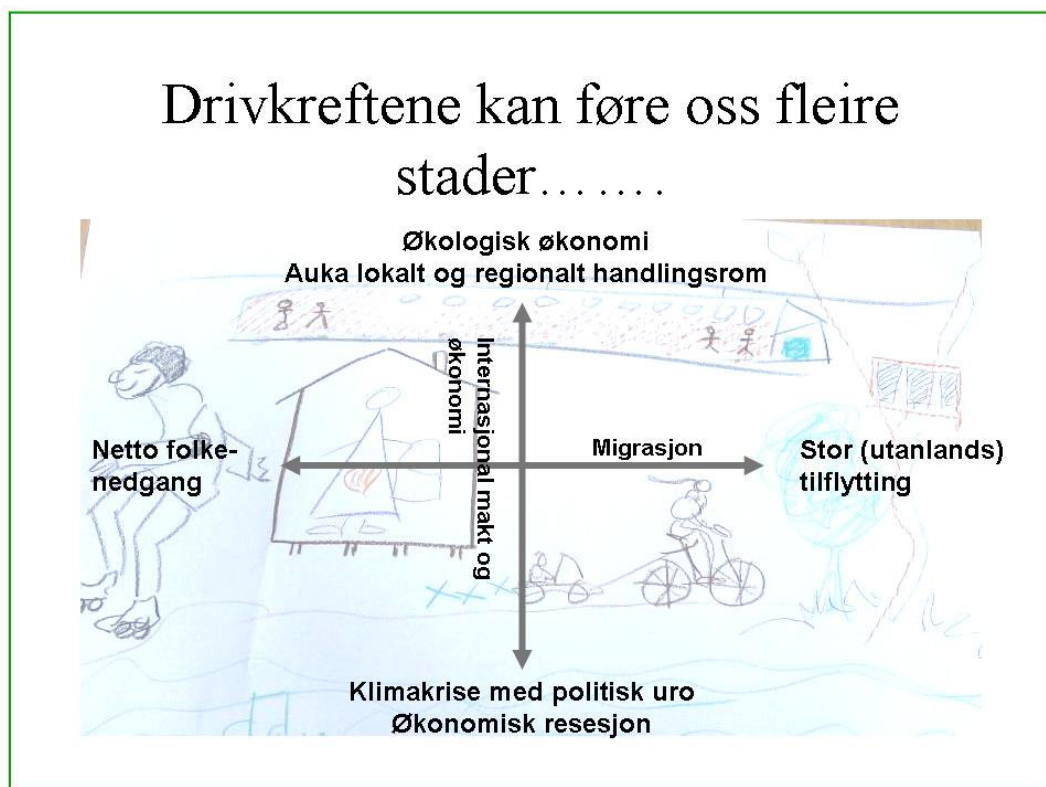 Drivkreftene kan føre oss fleire
stader…….
Økologisk økonomi
Auka lokalt og regionalt handlingsrom
Internasjonal makt og
økonomi
Netto folke-
nedgang
Migrasjon
Stor (utanlands)
tilflytting
Klimakrise med politisk uro
Økonomisk resesjon